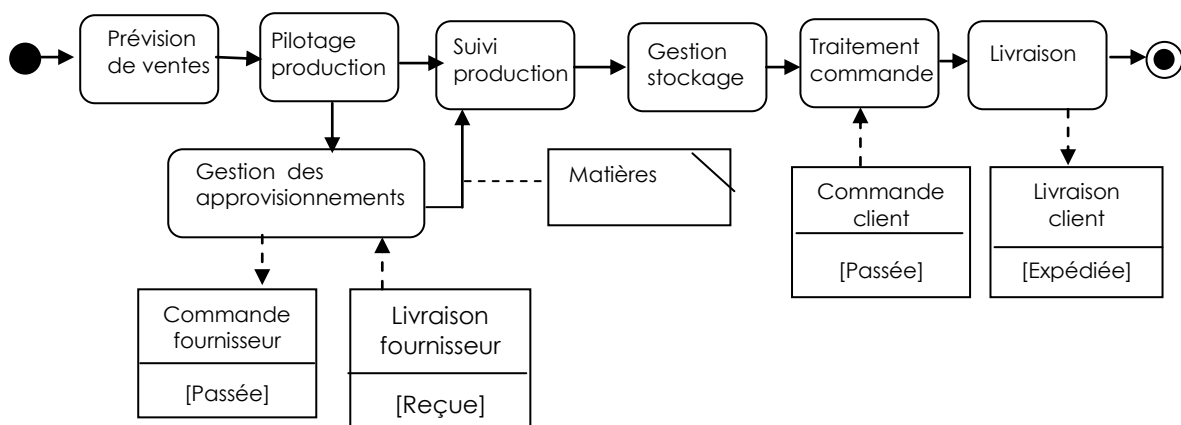 Prévision
de ventes
Pilotage
production
Suivi
production
Gestion
stockage
Traitement
commande
Livraison
Gestion des
approvisionnements
Matières
Commande
client
[Passée]
Livraison
client
[Expédiée]
Commande
fournisseur
[Passée]
Livraison
fournisseur
[Reçue]